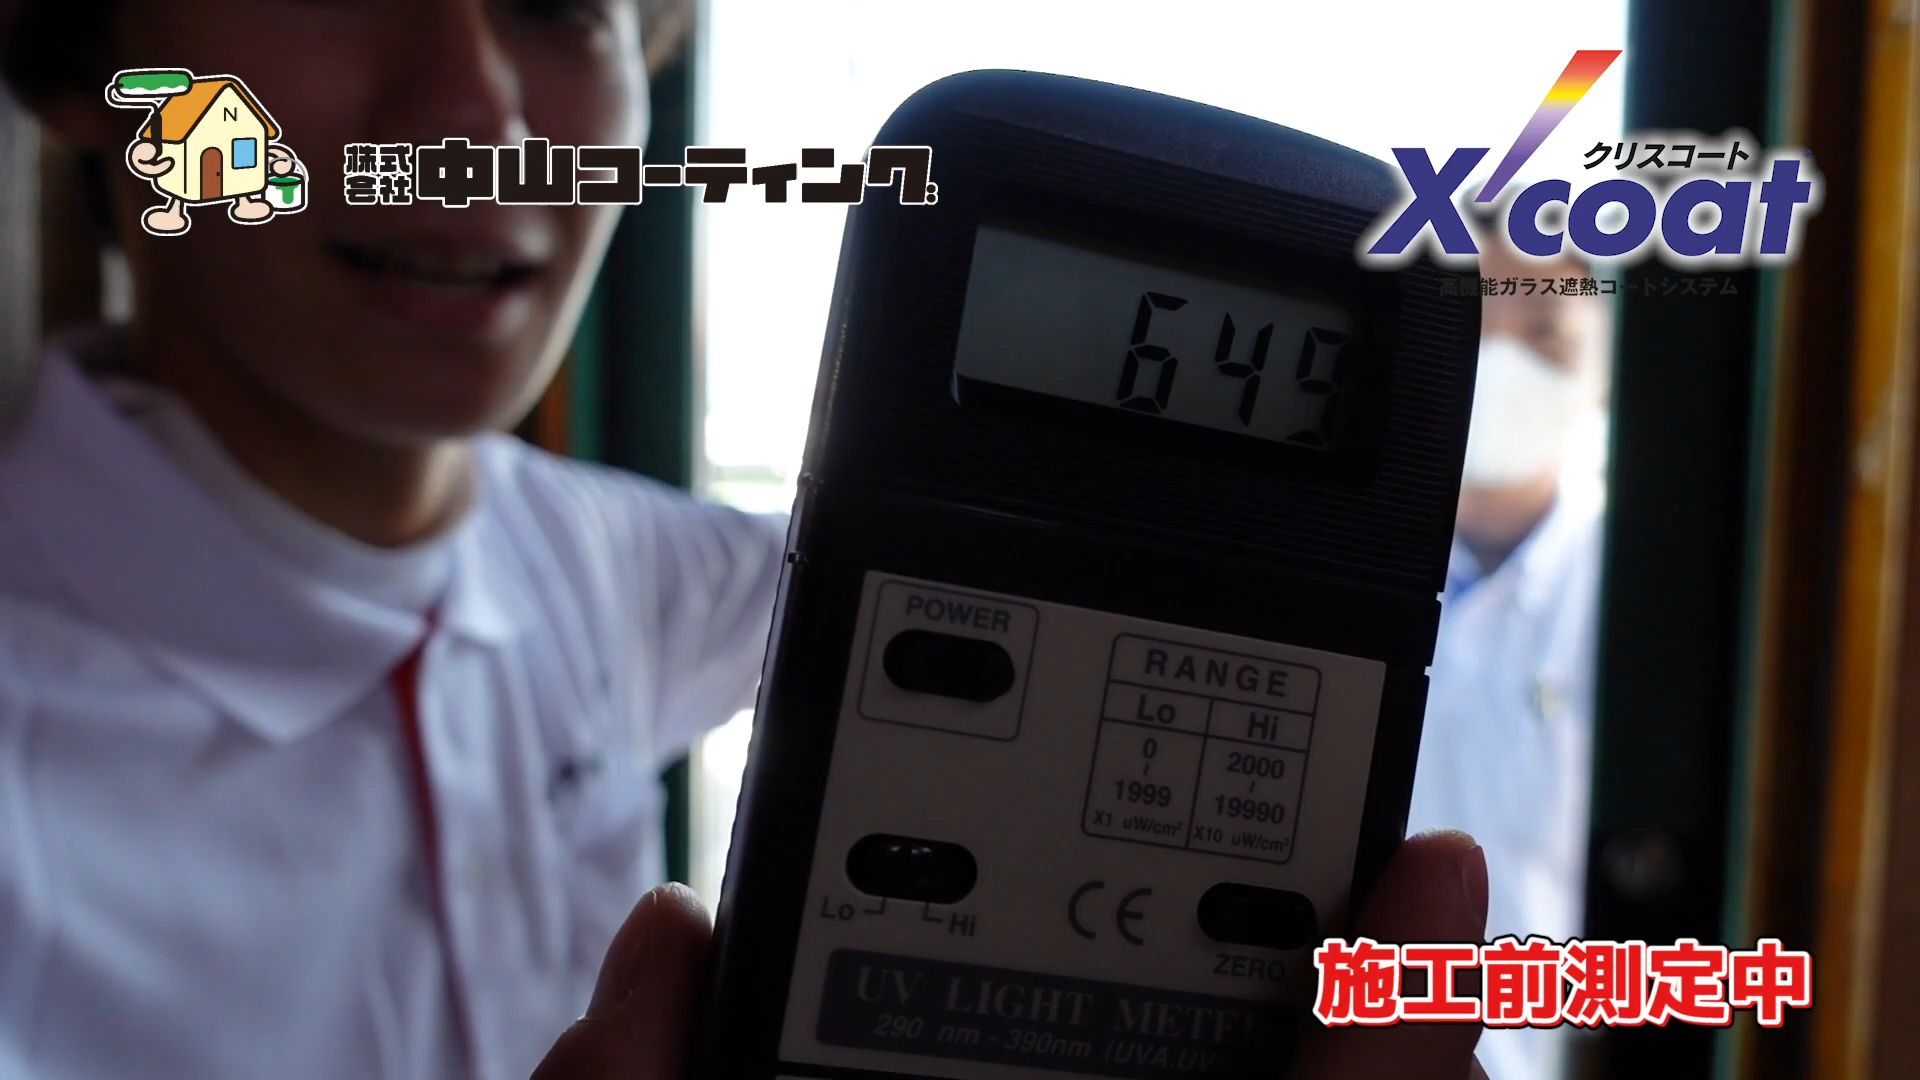 N
株式会社 中山コーティング
クリスコート
X'coat
高機能ガラス遮熱コートシステム
649
POWER
RANGE
Lo Hi
0 2000
~ ~
1999 19990
X1 uW/cm² X10 uW/cm²
Lo Hi
CE
ZERO
UV LIGHT METER
290 nm - 390nm (UVA.UV
施工前測定中